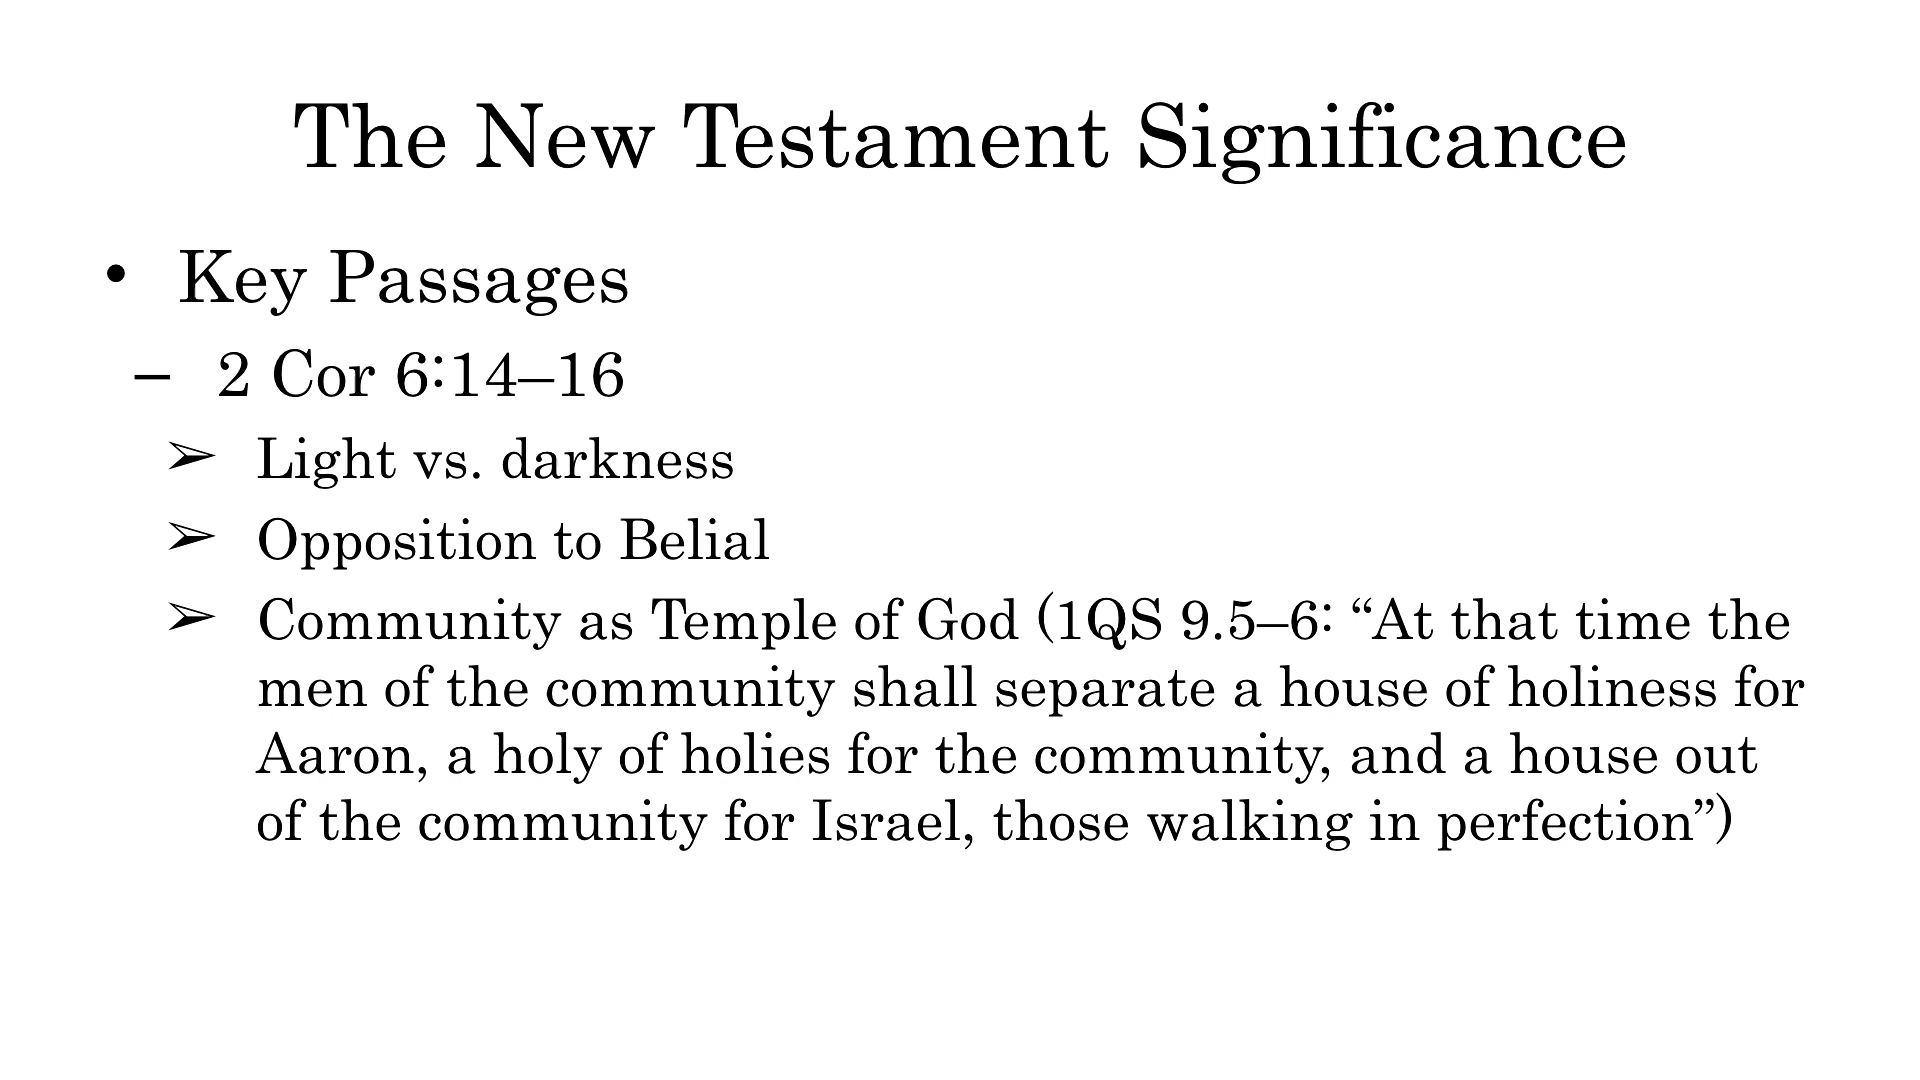 The New Testament Significance
• Key Passages
– 2 Cor 6:14–16
➢ Light vs. darkness
➢ Opposition to Belial
➢ Community as Temple of God (1QS 9.5–6: “At that time the
men of the community shall separate a house of holiness for
Aaron, a holy of holies for the community, and a house out
of the community for Israel, those walking in perfection”)